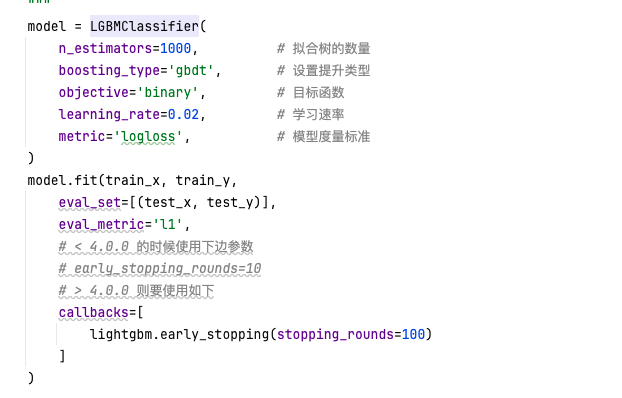 """
model = LGBMClassifier(
    n_estimators=1000,          # 拟合树的数量
    boosting_type='gbdt',       # 设置提升类型
    objective='binary',         # 目标函数
    learning_rate=0.02,         # 学习速率
    metric='logloss',           # 模型度量标准
)
model.fit(train_x, train_y,
    eval_set=[(test_x, test_y)],
    eval_metric='l1',
    # < 4.0.0 的时候使用下边参数
    # early_stopping_rounds=10
    # > 4.0.0 则要使用如下
    callbacks=[
        lightgbm.early_stopping(stopping_rounds=100)
    ]
)